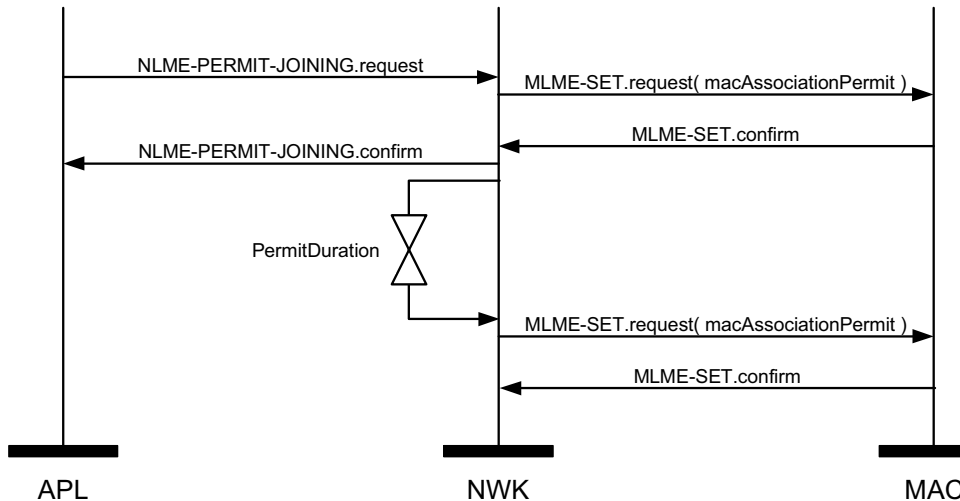 NLME-PERMIT-JOINING.request
MLME-SET.request( macAssociationPermit )
MLME-SET.confirm
NLME-PERMIT-JOINING.confirm
PermitDuration
MLME-SET.request( macAssociationPermit )
MLME-SET.confirm
APL
NWK
MAC